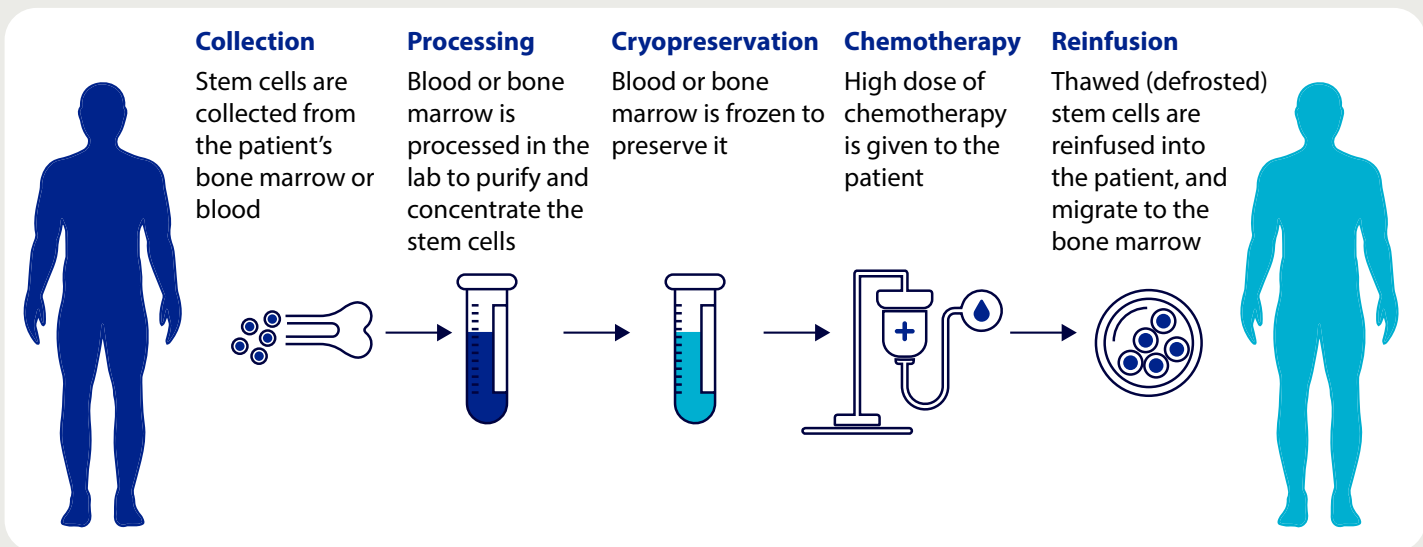 Collection
Stem cells are
collected from
the patient’s
bone marrow or
blood
Processing
Blood or bone
marrow is
processed in the
lab to purify and
concentrate the
stem cells
Cryopreservation
Blood or bone
marrow is frozen to
preserve it
Chemotherapy
High dose of
chemotherapy
is given to the
patient
Reinfusion
Thawed (defrosted)
stem cells are
reinfused into
the patient, and
migrate to the
bone marrow